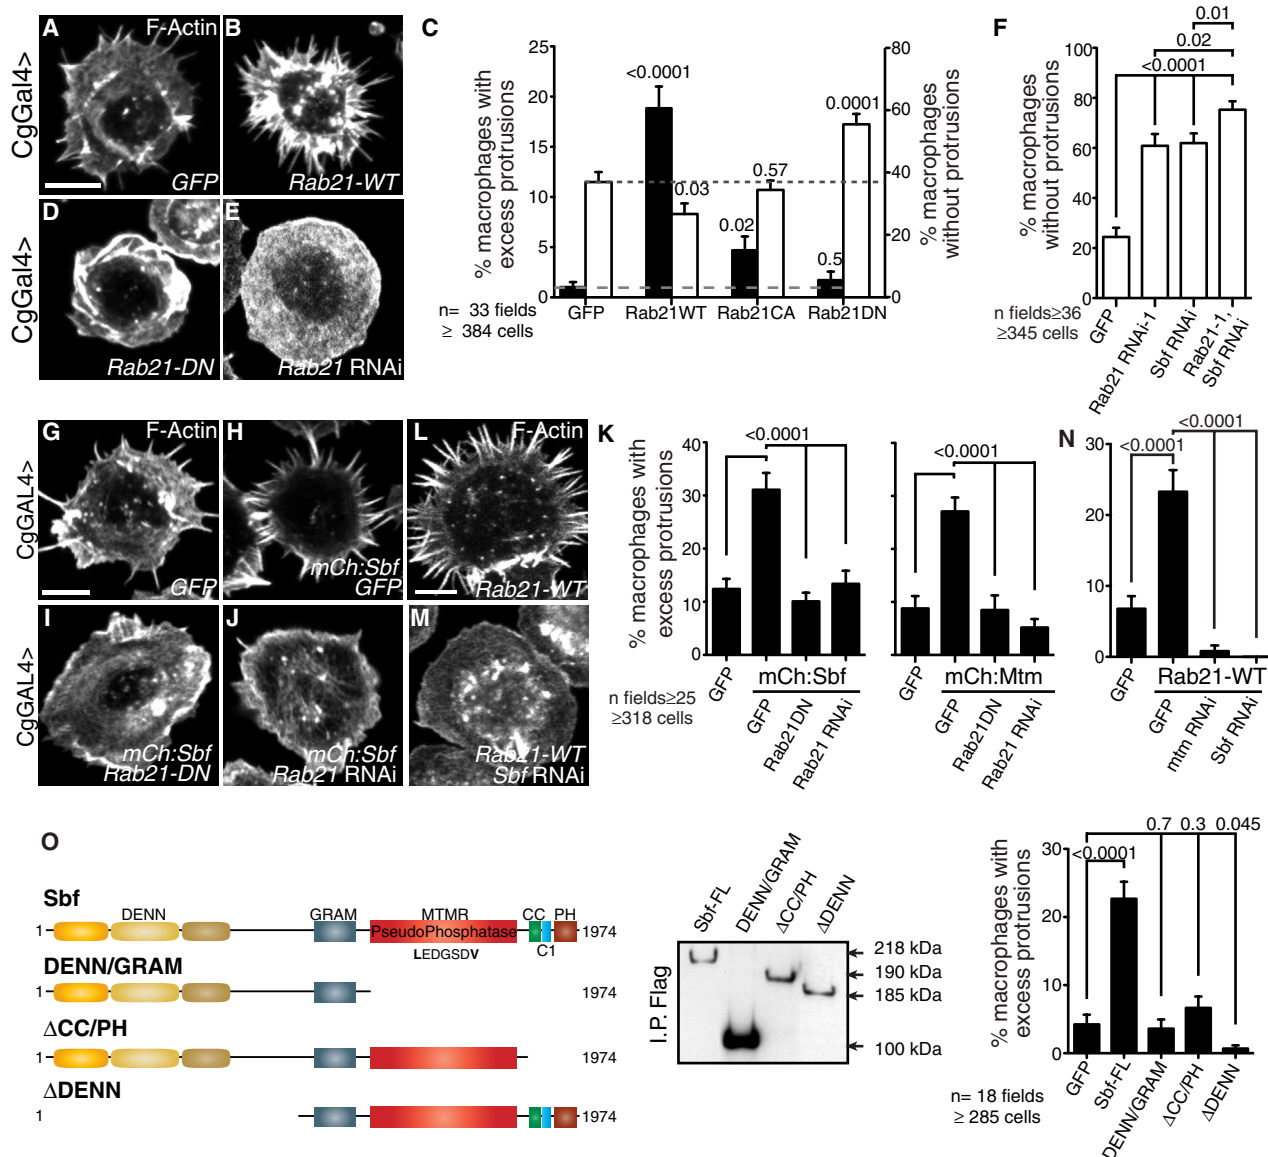 A F-Actin
B
CgGal4>
GFP
Rab21-WT
D
E
CgGal4>
Rab21-DN
Rab21 RNAi
C
% macrophages with
excess protrusions
25
20
15
10
5
0
<0.0001
0.03
0.02
0.57
0.5
0.0001
80
60
40
20
0
% macrophages
without protrusions
GFP
Rab21WT
Rab21CA
Rab21DN
n= 33 fields
≥ 384 cells
F
0.01
0.02
<0.0001
100
80
60
40
20
0
% macrophages
without protrusions
n fields≥36
≥345 cells
GFP
Rab21 RNAi-1
Sbf RNAi
Rab21-1,
Sbf RNAi
G F-Actin
H
L F-Actin
CgGAL4>
GFP
mCh:Sbf
GFP
Rab21-WT
I
J
M
CgGAL4>
mCh:Sbf
Rab21-DN
mCh:Sbf
Rab21 RNAi
Rab21-WT
Sbf RNAi
K
% macrophages with
excess protrusions
40
30
20
10
0
<0.0001
<0.0001
GFP
GFP
Rab21DN
Rab21 RNAi
mCh:Sbf
GFP
GFP
Rab21DN
Rab21 RNAi
mCh:Mtm
n fields≥25
≥318 cells
N
30
20
10
0
<0.0001
<0.0001
Rab21-WT
GFP
GFP
mtm RNAi
Sbf RNAi
O
Sbf
DENN
GRAM
MTMR
CC
PH
1
PseudoPhosphatase
1974
LEDGSDV
C1
DENN/GRAM
1
1974
ΔCC/PH
1
1974
ΔDENN
1
1974
Sbf-FL
DENN/GRAM
ΔCC/PH
ΔDENN
I.P. Flag
218 kDa
190 kDa
185 kDa
100 kDa
% macrophages with
excess protrusions
30
20
10
0
<0.0001
0.7
0.3
0.045
GFP
Sbf-FL
DENN/GRAM
ΔCC/PH
ΔDENN
n= 18 fields
≥ 285 cells